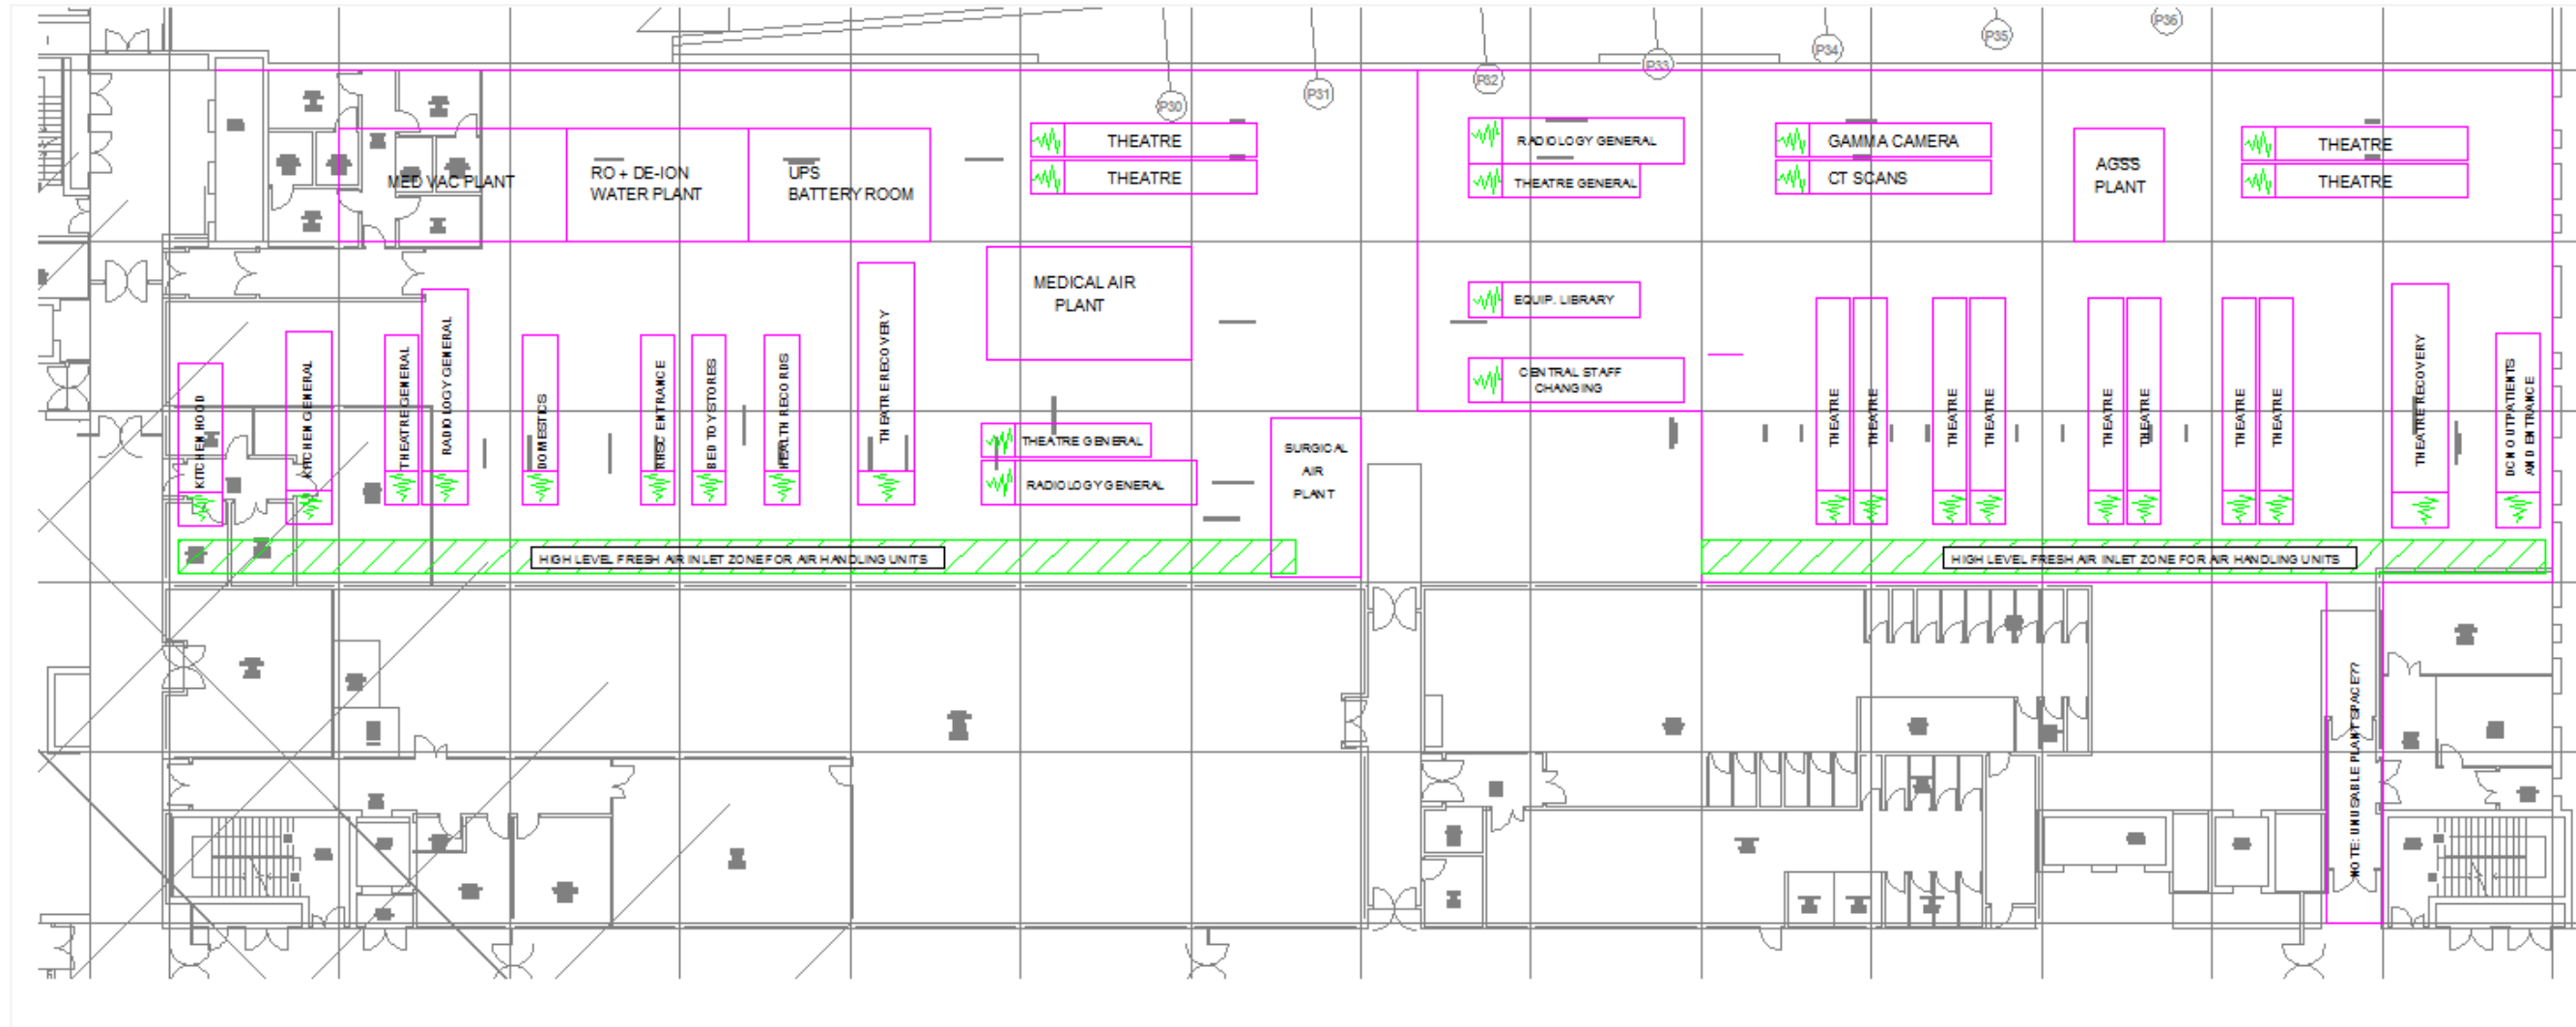 P36
P35
P34
P33
P32
P31
P30
THEATRE
THEATRE
RADIOLOGY GENERAL
THEATRE GENERAL
GAMMA CAMERA
CT SCANS
AGSS
PLANT
THEATRE
THEATRE
MED VAC PLANT
RO + DE-ION
WATER PLANT
UPS
BATTERY ROOM
MEDICAL AIR
PLANT
EQUIP. LIBRARY
CENTRAL STAFF
CHANGING
KITCHEN HOOD
KITCHEN GENERAL
THEATRE GENERAL
RADIOLOGY GENERAL
DOMESTICS
RHSC ENTRANCE
BED TOY STORES
HEALTH RECORDS
THEATRE RECOVERY
THEATRE GENERAL
RADIOLOGY GENERAL
SURGICAL
AIR
PLANT
THEATRE
THEATRE
THEATRE
THEATRE
THEATRE
THEATRE
THEATRE
THEATRE
THEATRE RECOVERY
DCN OUTPATIENTS
AND ENTRANCE
HIGH LEVEL FRESH AIR INLET ZONE FOR AIR HANDLING UNITS
HIGH LEVEL FRESH AIR INLET ZONE FOR AIR HANDLING UNITS
NOTE: UNUSABLE PLANT SPACE??